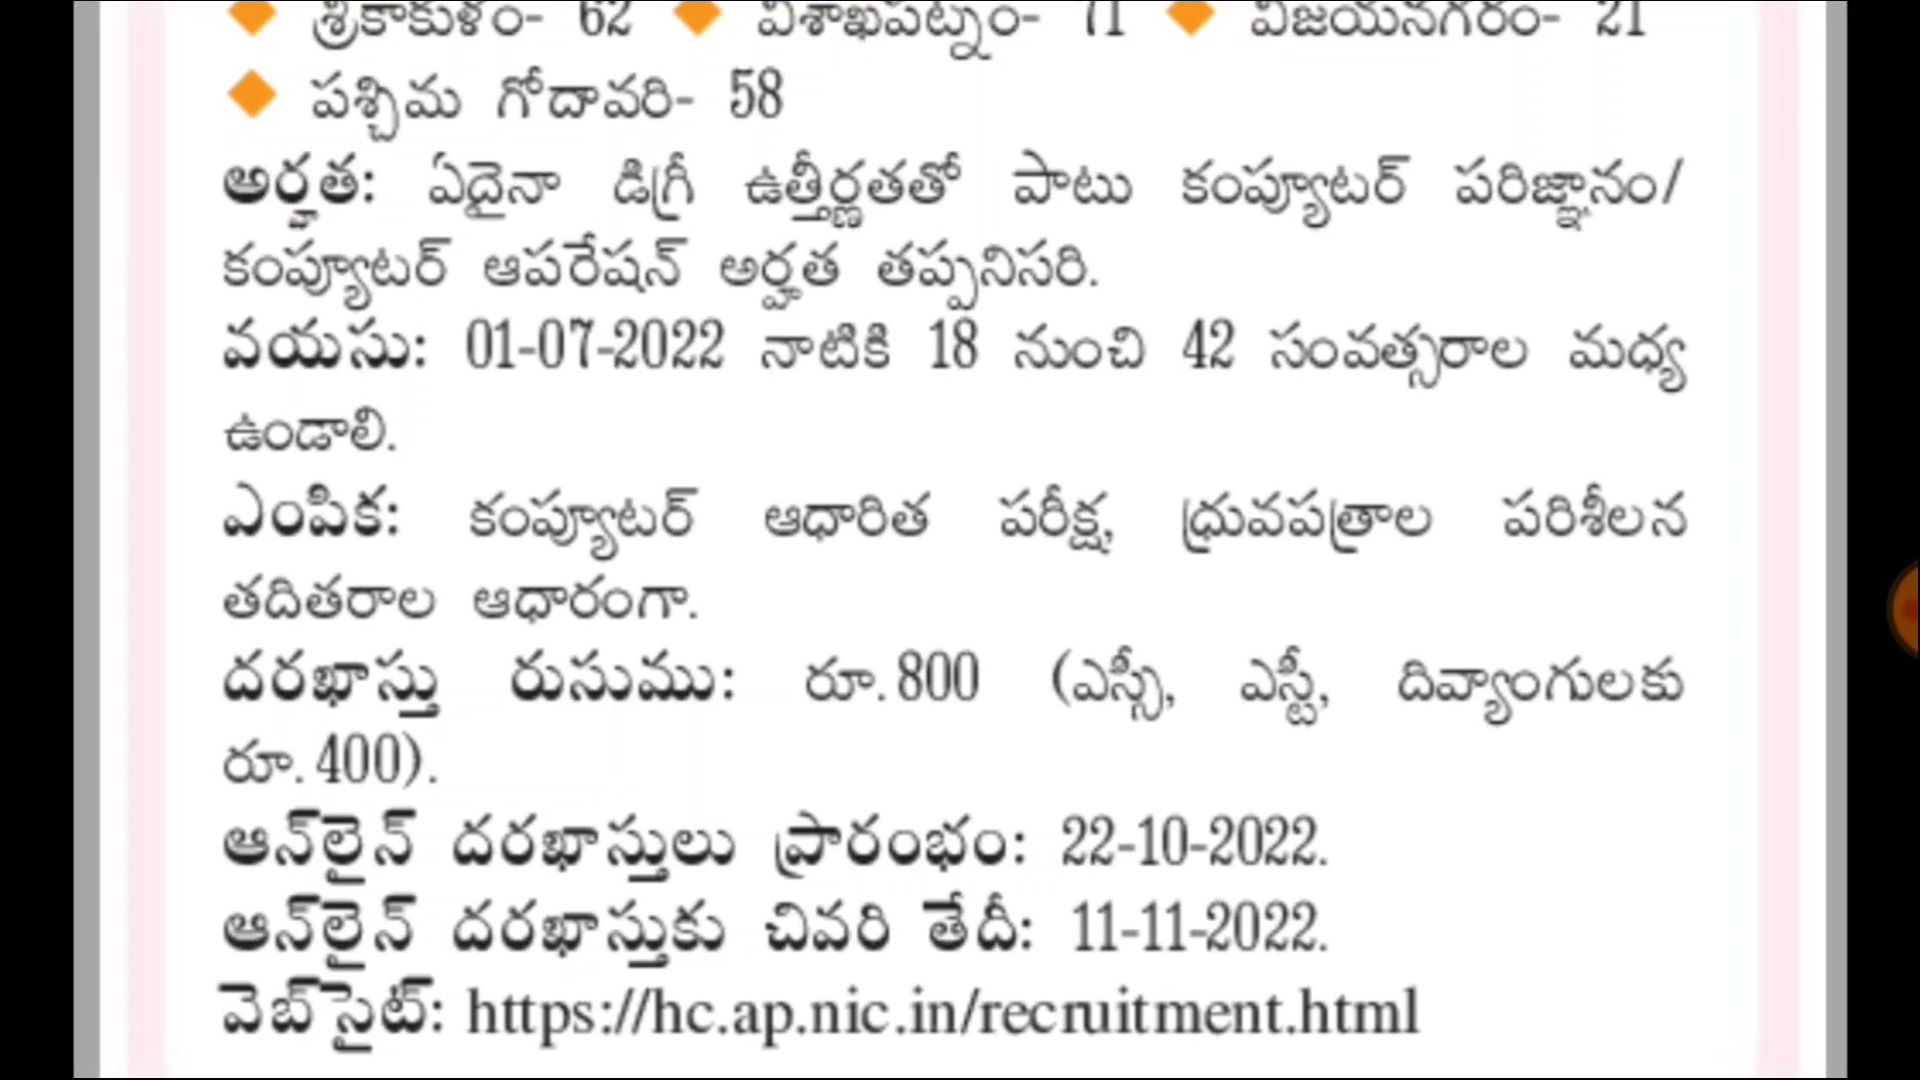 ◆ శ్రీకాకుళం- 62 ◆ విశాఖపట్నం- 71 ◆ విజయనగరం- 21
◆ పశ్చిమ గోదావరి- 58
అర్హత: ఏదైనా డిగ్రీ ఉత్తీర్ణతతో పాటు కంప్యూటర్ పరిజ్ఞానం/
కంప్యూటర్ ఆపరేషన్ అర్హత తప్పనిసరి.
వయసు: 01-07-2022 నాటికి 18 నుంచి 42 సంవత్సరాల మధ్య
ఉండాలి.
ఎంపిక: కంప్యూటర్ ఆధారిత పరీక్ష, ధ్రువపత్రాల పరిశీలన
తదితరాల ఆధారంగా.
దరఖాస్తు రుసుము: రూ.800 (ఎస్సీ, ఎస్టీ, దివ్యాంగులకు
రూ.400).
ఆన్‌లైన్ దరఖాస్తులు ప్రారంభం: 22-10-2022.
ఆన్‌లైన్ దరఖాస్తుకు చివరి తేదీ: 11-11-2022.
వెబ్‌సైట్: https://hc.ap.nic.in/recruitment.html